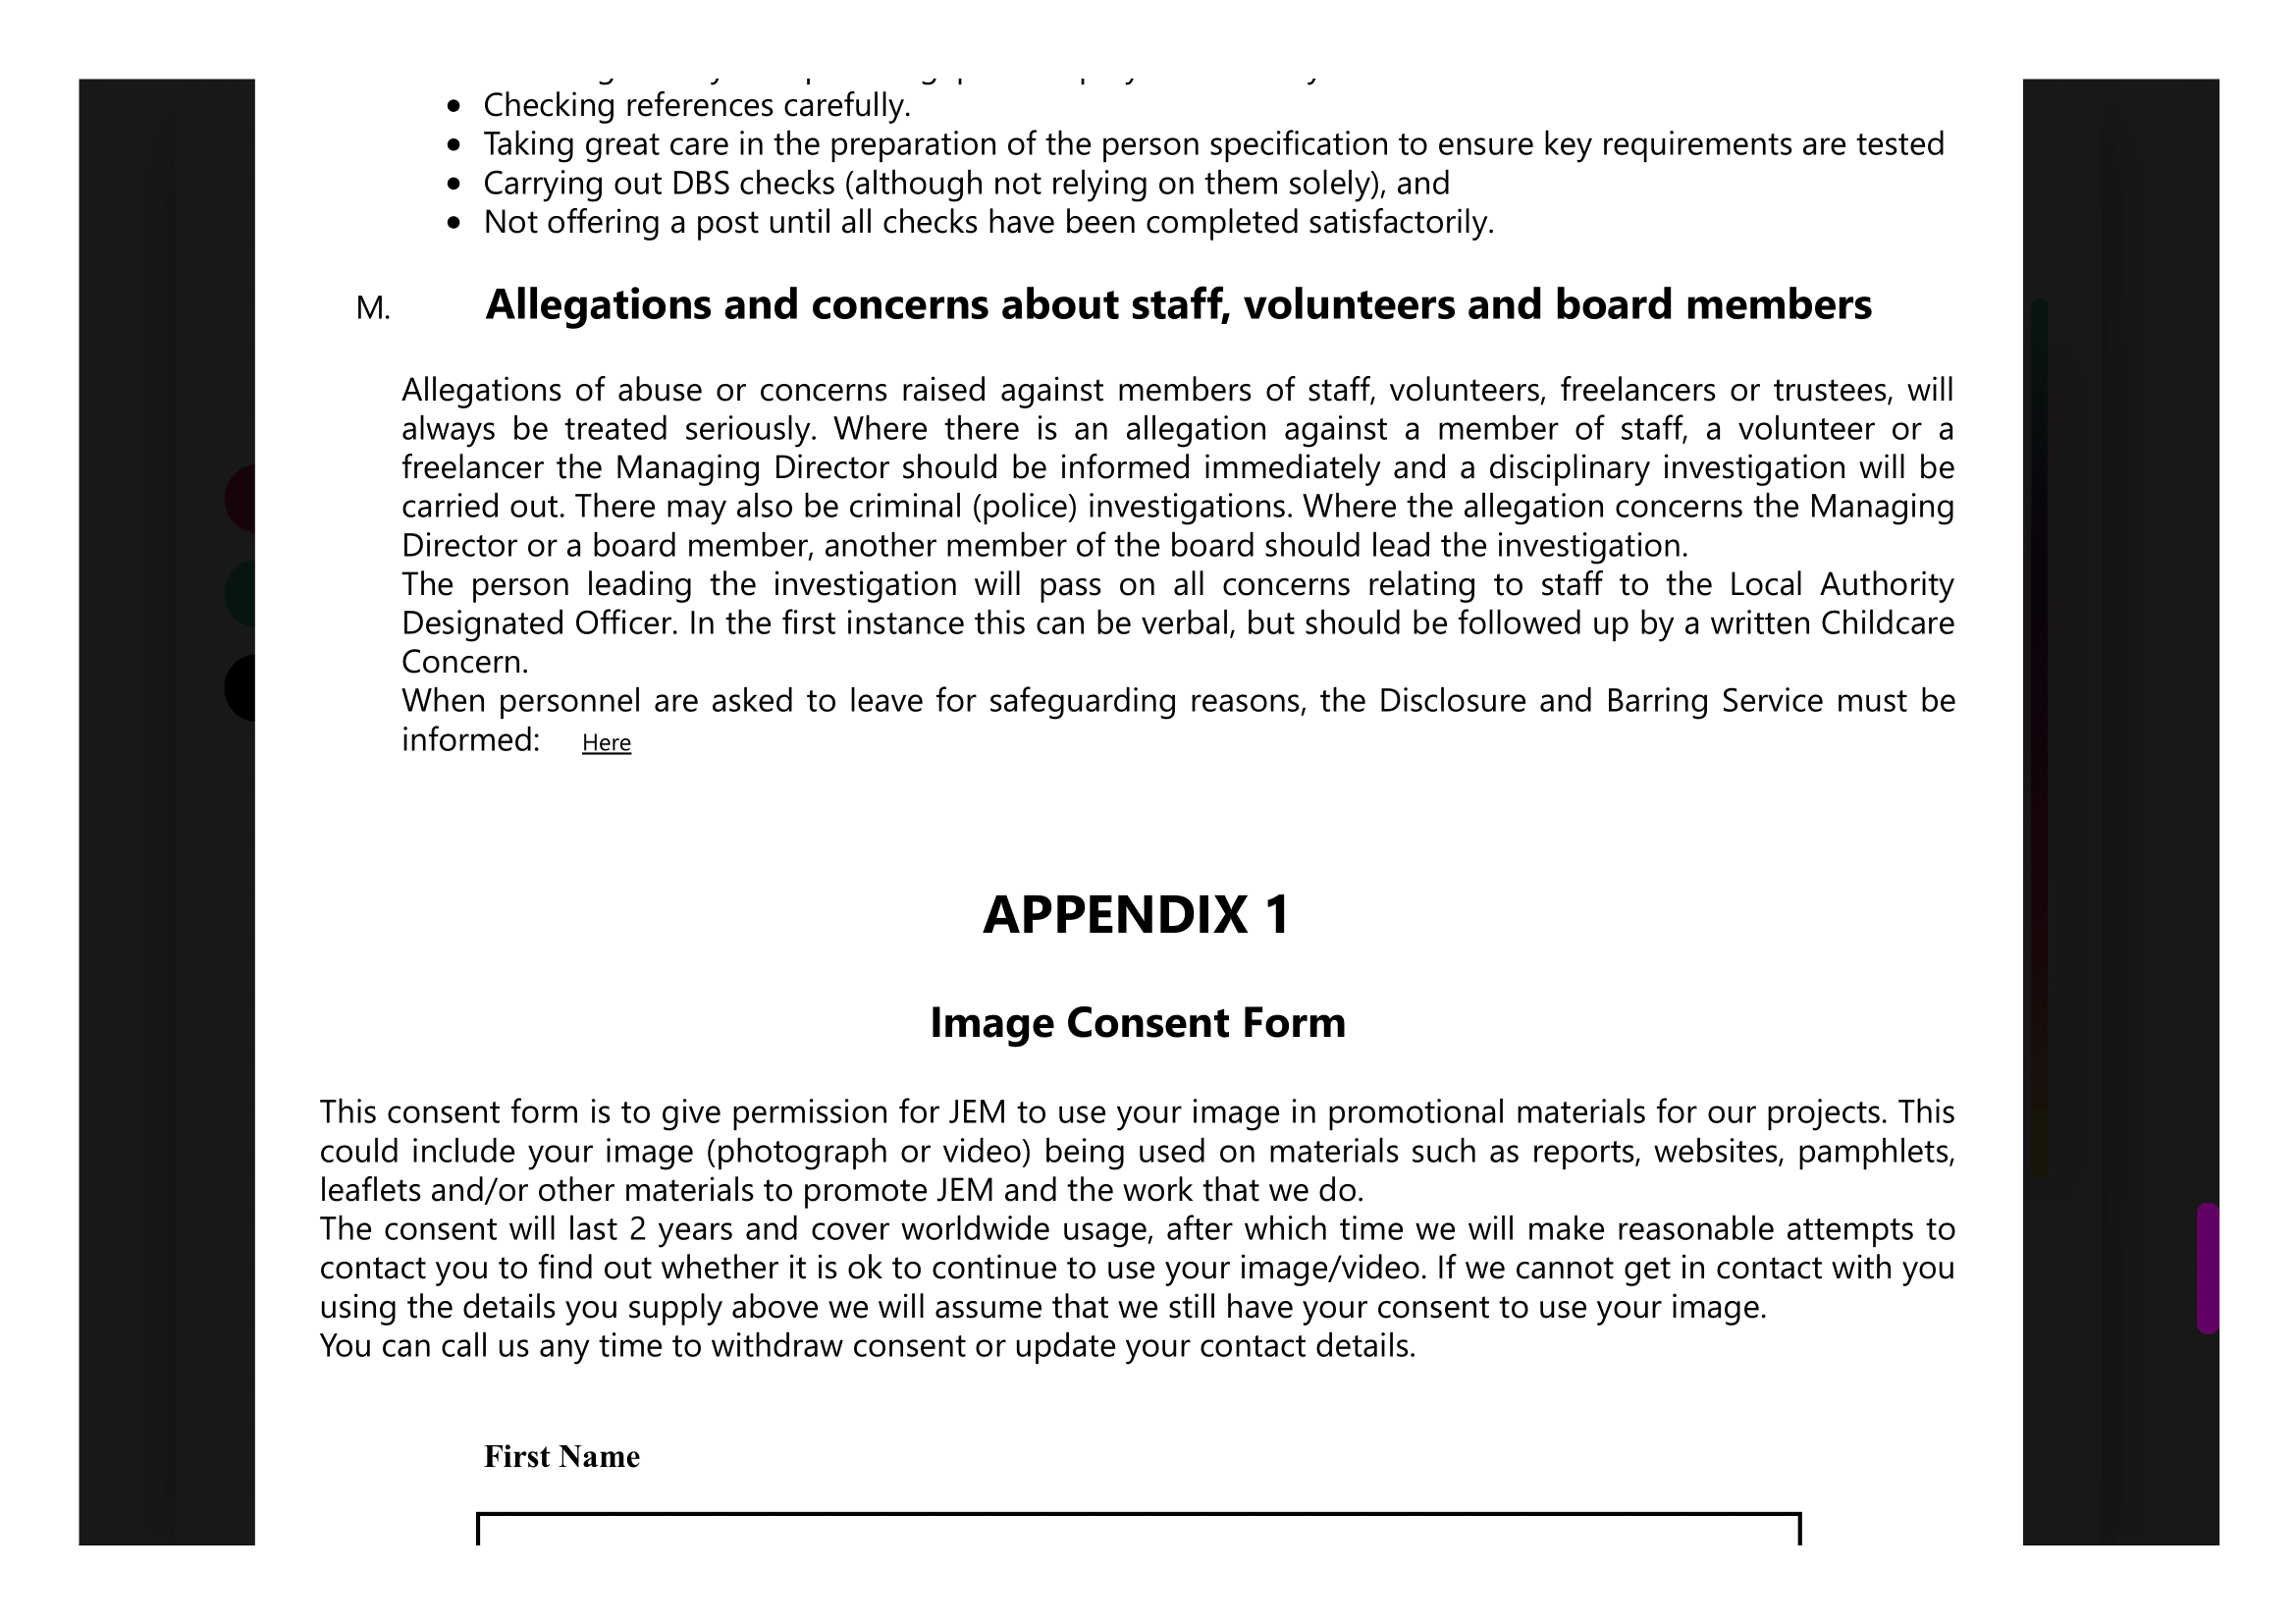 • Checking references carefully.
• Taking great care in the preparation of the person specification to ensure key requirements are tested
• Carrying out DBS checks (although not relying on them solely), and
• Not offering a post until all checks have been completed satisfactorily.
M. Allegations and concerns about staff, volunteers and board members
Allegations of abuse or concerns raised against members of staff, volunteers, freelancers or trustees, will
always be treated seriously. Where there is an allegation against a member of staff, a volunteer or a
freelancer the Managing Director should be informed immediately and a disciplinary investigation will be
carried out. There may also be criminal (police) investigations. Where the allegation concerns the Managing
Director or a board member, another member of the board should lead the investigation.
The person leading the investigation will pass on all concerns relating to staff to the Local Authority
Designated Officer. In the first instance this can be verbal, but should be followed up by a written Childcare
Concern.
When personnel are asked to leave for safeguarding reasons, the Disclosure and Barring Service must be
informed: Here
APPENDIX 1
Image Consent Form
This consent form is to give permission for JEM to use your image in promotional materials for our projects. This
could include your image (photograph or video) being used on materials such as reports, websites, pamphlets,
leaflets and/or other materials to promote JEM and the work that we do.
The consent will last 2 years and cover worldwide usage, after which time we will make reasonable attempts to
contact you to find out whether it is ok to continue to use your image/video. If we cannot get in contact with you
using the details you supply above we will assume that we still have your consent to use your image.
You can call us any time to withdraw consent or update your contact details.
First Name